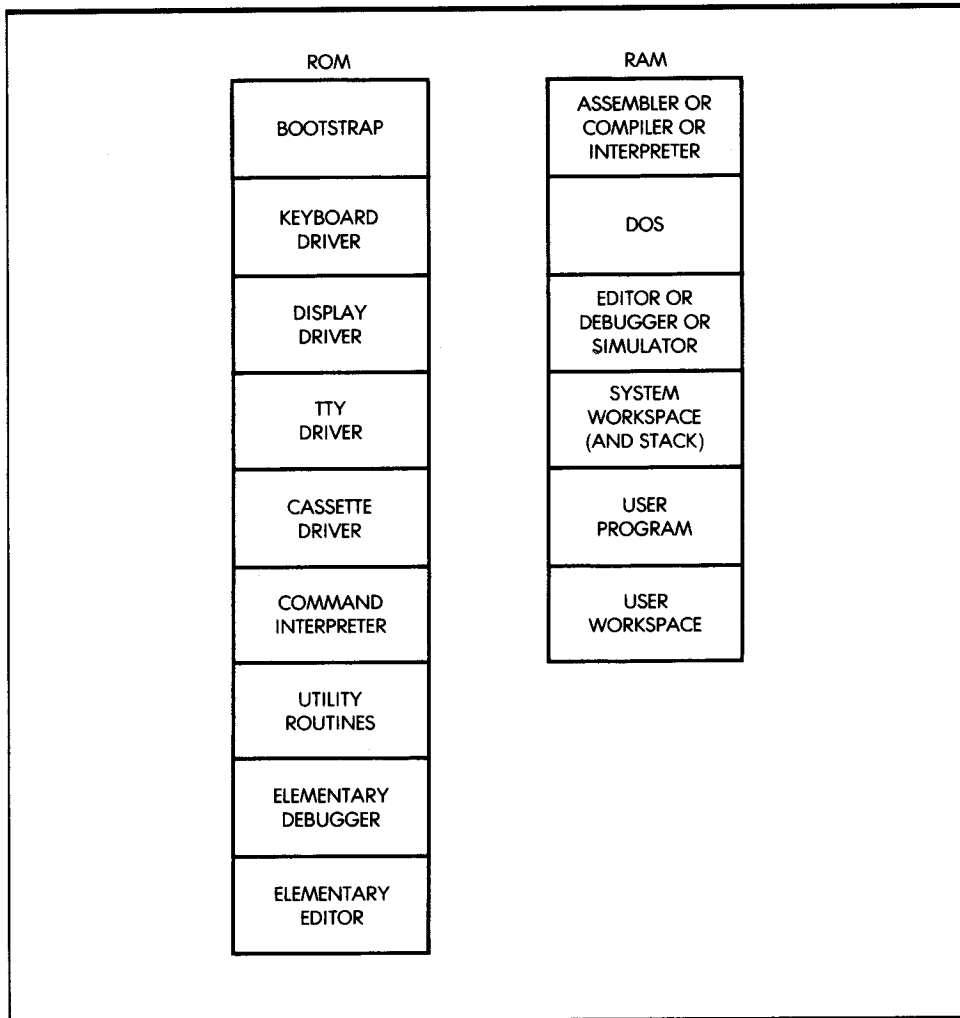 ROM
BOOTSTRAP
KEYBOARD
DRIVER
DISPLAY
DRIVER
TTY
DRIVER
CASSETTE
DRIVER
COMMAND
INTERPRETER
UTILITY
ROUTINES
ELEMENTARY
DEBUGGER
ELEMENTARY
EDITOR
RAM
ASSEMBLER OR
COMPILER OR
INTERPRETER
DOS
EDITOR OR
DEBUGGER OR
SIMULATOR
SYSTEM
WORKSPACE
(AND STACK)
USER
PROGRAM
USER
WORKSPACE